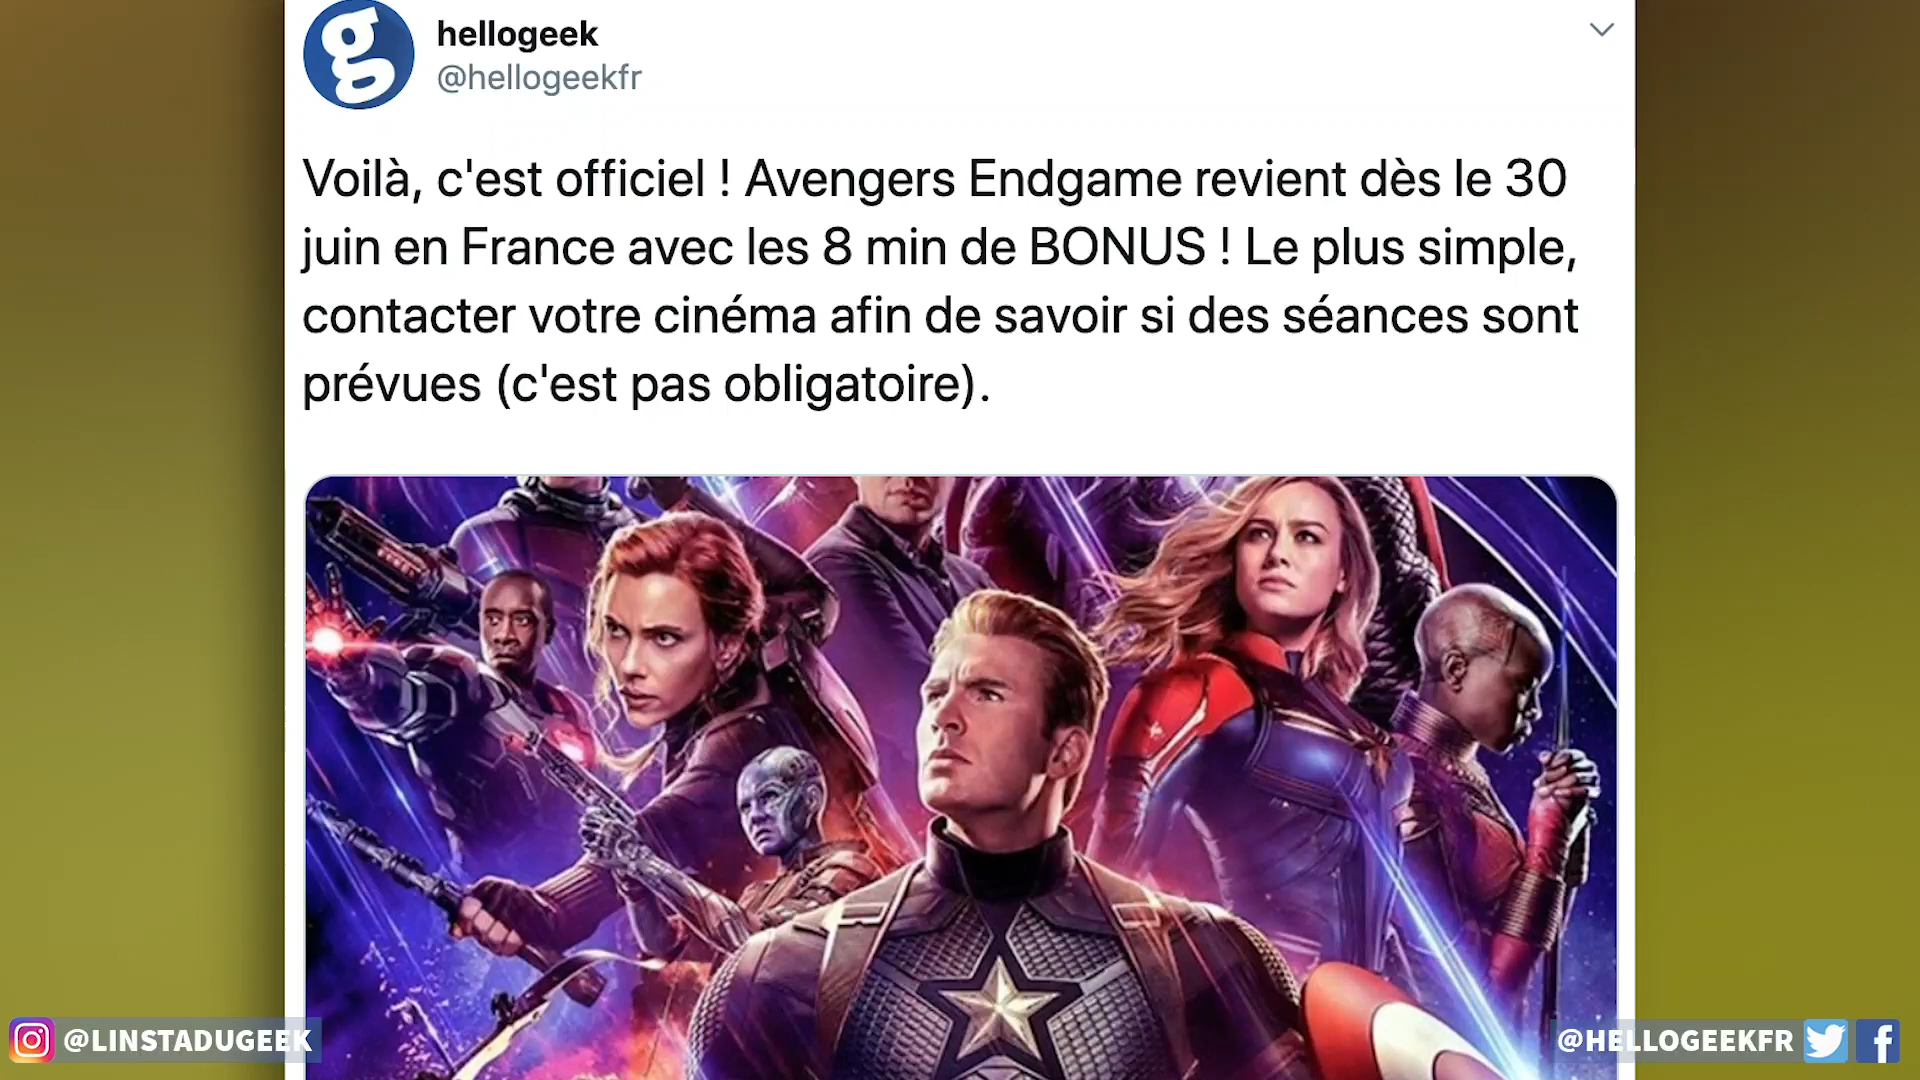 hellogeek
@hellogeekfr
Voilà, c'est officiel ! Avengers Endgame revient dès le 30
juin en France avec les 8 min de BONUS ! Le plus simple,
contacter votre cinéma afin de savoir si des séances sont
prévues (c'est pas obligatoire).
@LINSTADUGEEK
@HELLOGEEKFR